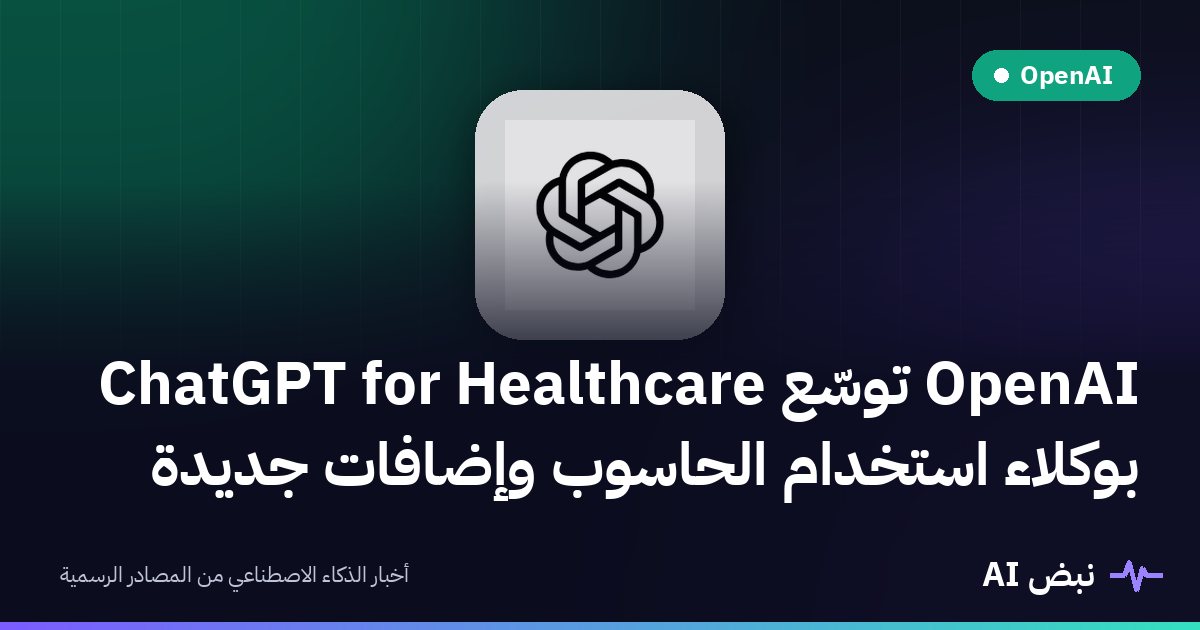 OpenAI
OpenAI توسّع ChatGPT for Healthcare
بوكلاء استخدام الحاسوب وإضافات جديدة
نبض AI
أخبار الذكاء الاصطناعي من المصادر الرسمية